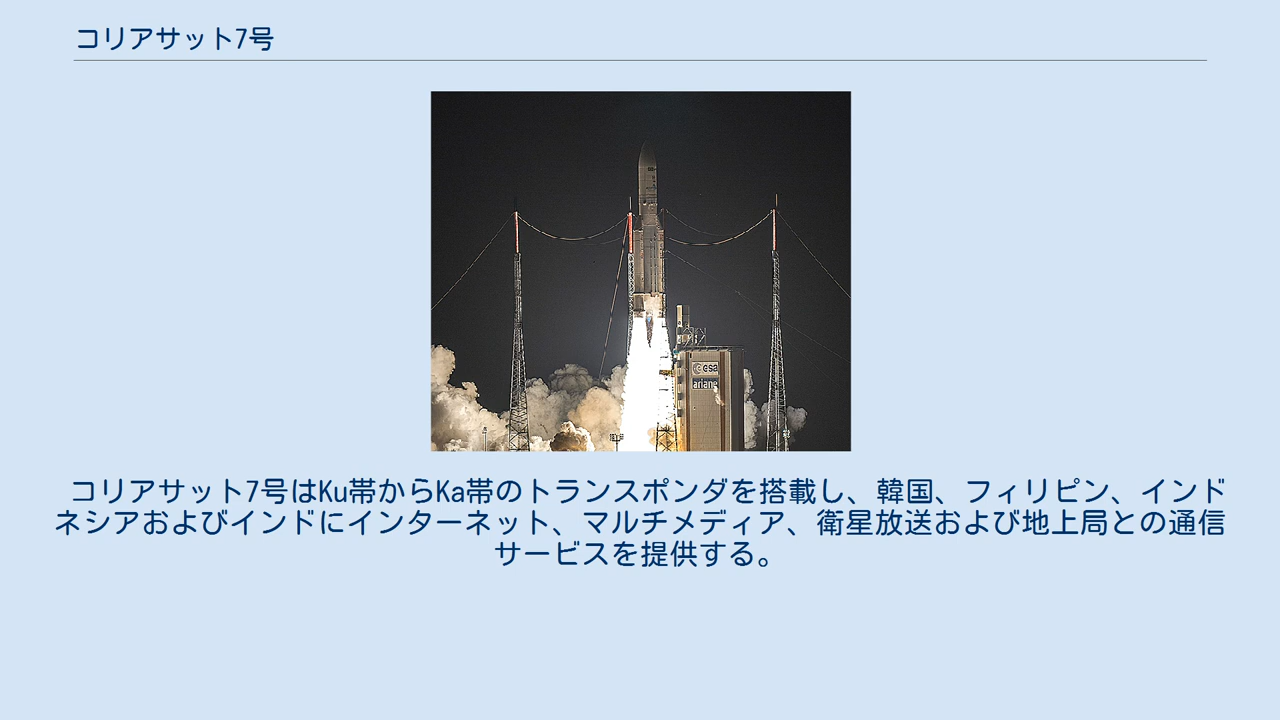 コリアサット7号
esa
ariane
コリアサット7号はKu帯からKa帯のトランスポンダを搭載し、韓国、フィリピン、インド
ネシアおよびインドにインターネット、マルチメディア、衛星放送および地上局との通信
サービスを提供する。